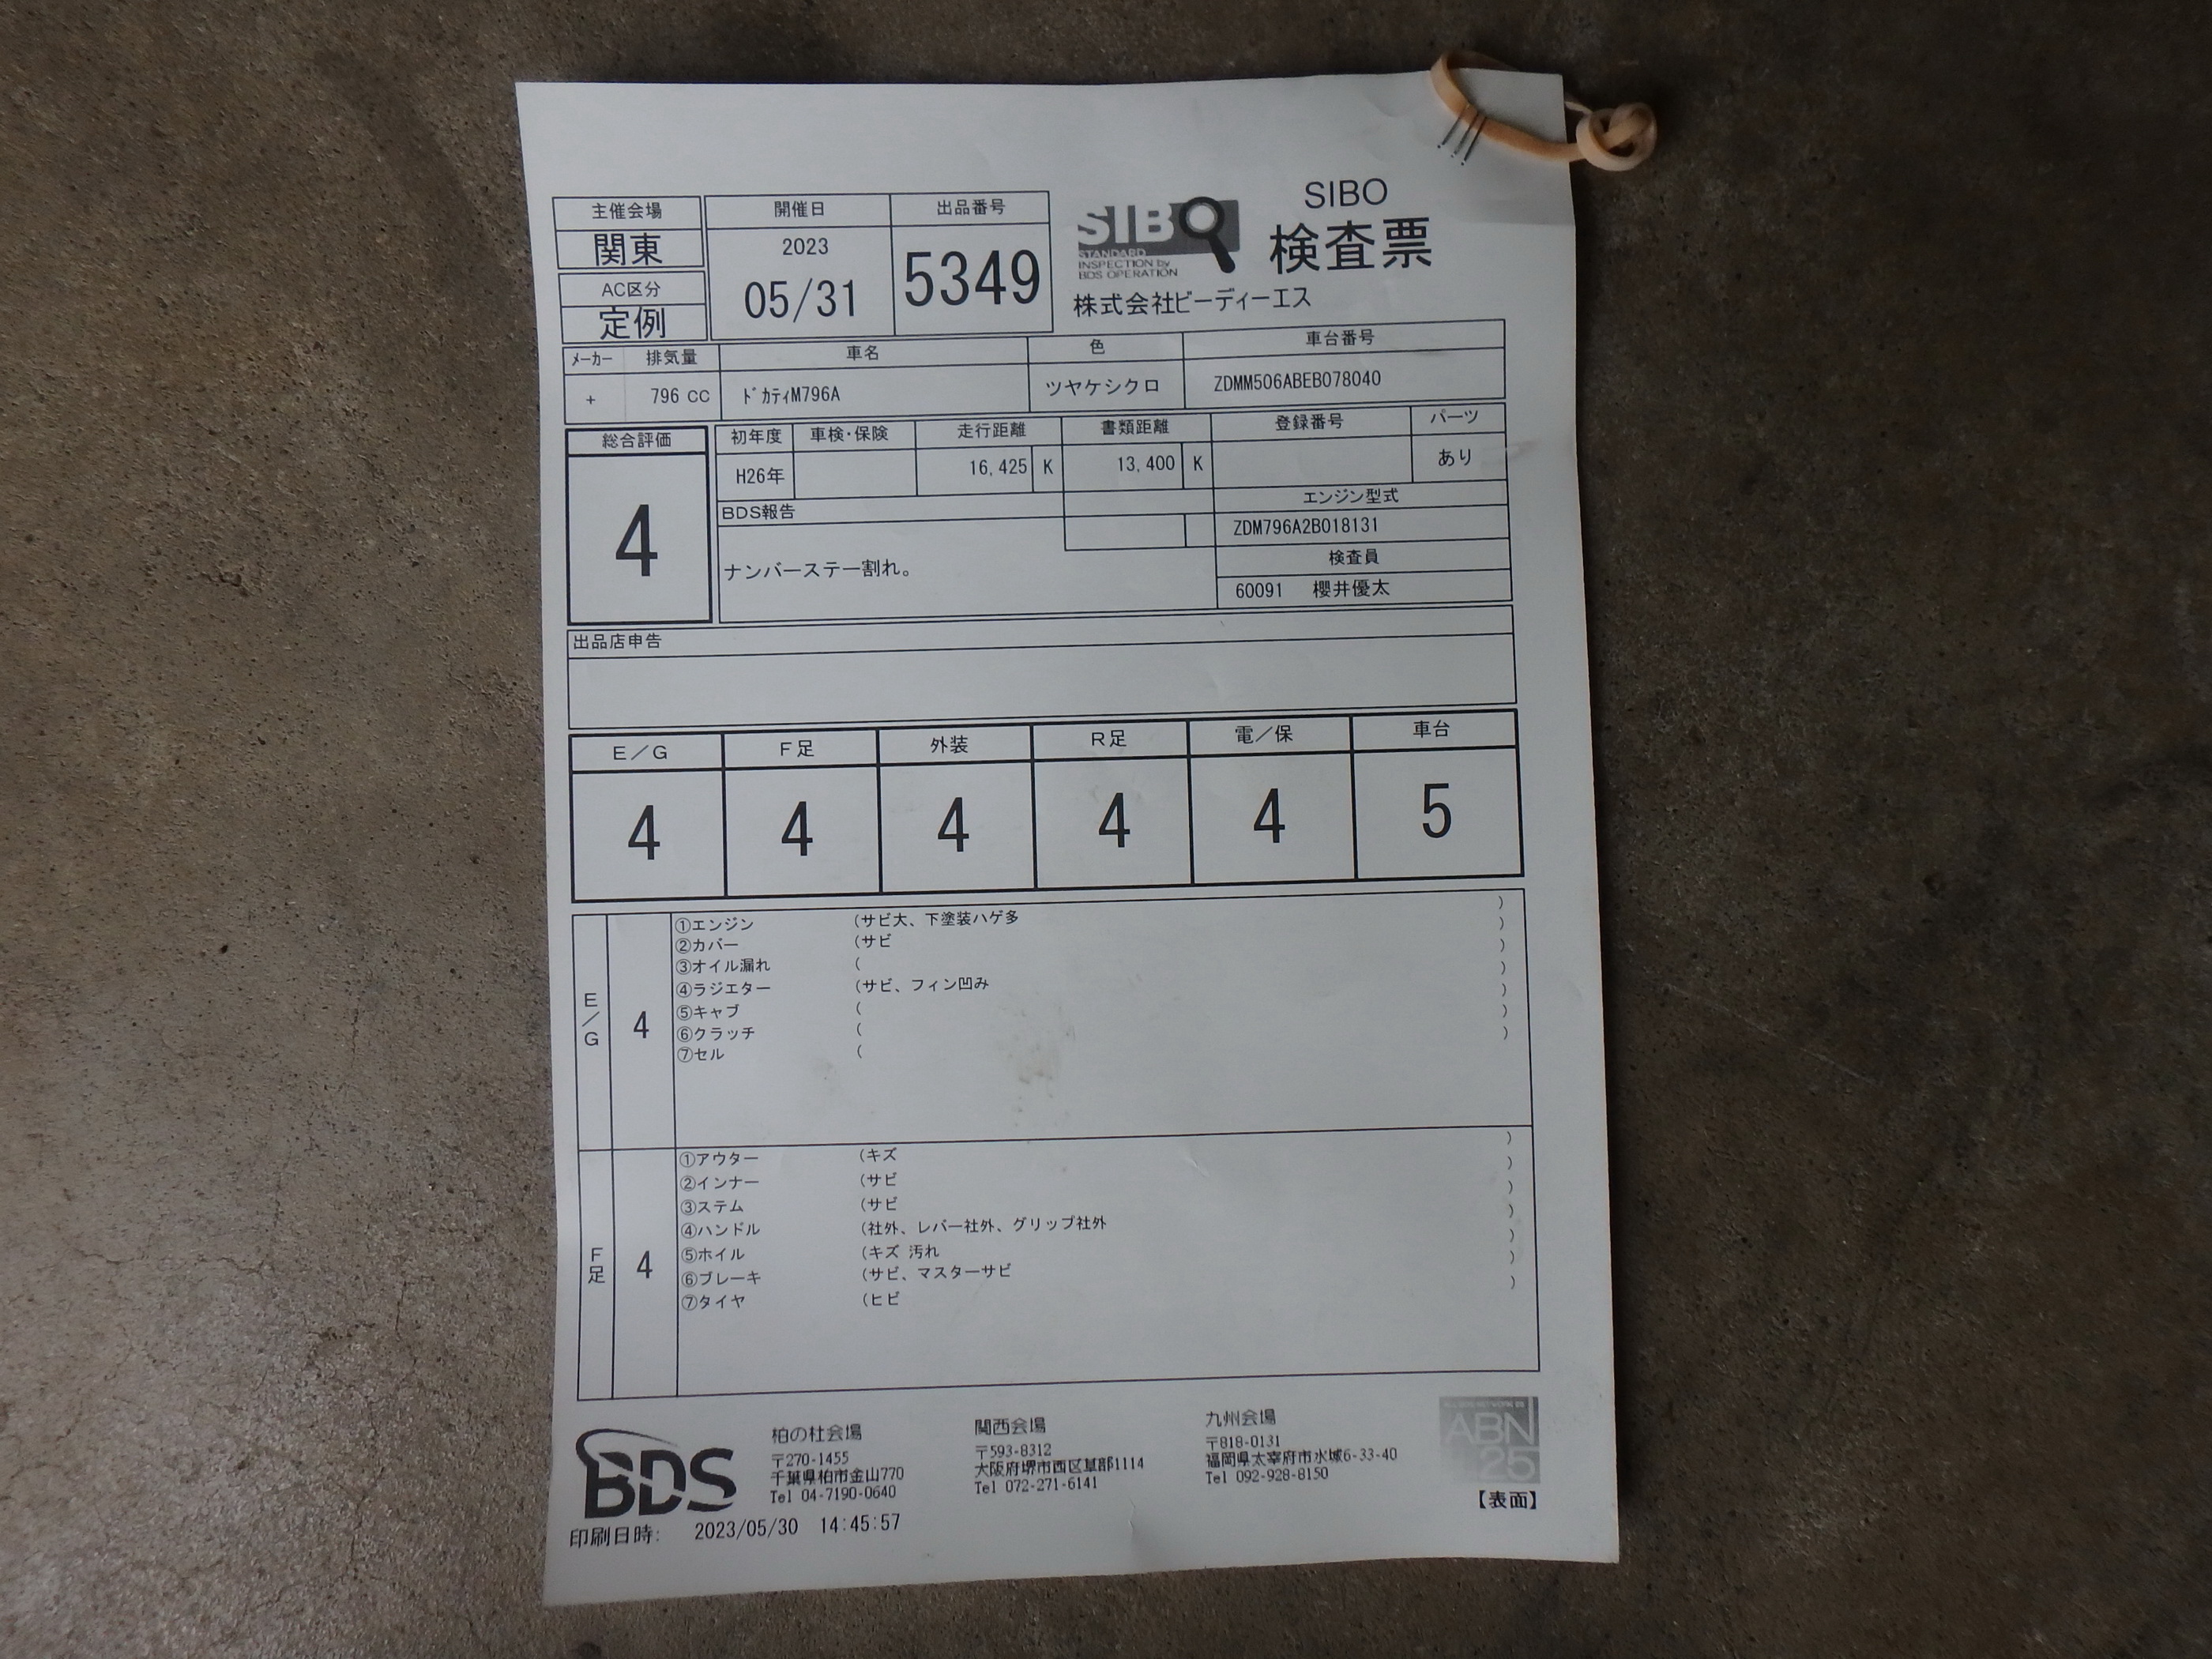 主催会場
関東
AC区分
定例
開催日
2023
05/31
出品番号
5349
SIBO
STANDARD
INSPECTION by
BDS OPERATION
SIBO
検査票
株式会社ビーディーエス
メーカー 排気量 車名 色 車台番号
+ 796 CC ドカティM796A ツヤケシクロ ZDMM506ABEB078040
総合評価
4
初年度 車検・保険 走行距離 書類距離 登録番号 パーツ
H26年 16,425 K 13,400 K あり
BDS報告
ナンバーステー割れ。
エンジン型式
ZDM796A2B018131
検査員
60091 櫻井優太
出品店申告
E/G F足 外装 R足 電/保 車台
4 4 4 4 4 5
E/G 4
①エンジン (サビ大、下塗装ハゲ多 )
②カバー (サビ )
③オイル漏れ ( )
④ラジエター (サビ、フィン凹み )
⑤キャブ ( )
⑥クラッチ ( )
⑦セル ( )
F足 4
①アウター (キズ )
②インナー (サビ )
③ステム (サビ )
④ハンドル (社外、レバー社外、グリップ社外 )
⑤ホイル (キズ 汚れ )
⑥ブレーキ (サビ、マスターサビ )
⑦タイヤ (ヒビ )
BDS
柏の杜会場
〒270-1455
千葉県柏市金山770
Tel 04-7190-0640
関西会場
〒593-8312
大阪府堺市西区草部1114
Tel 072-271-6141
九州会場
〒818-0131
福岡県太宰府市水城6-33-40
Tel 092-928-8150
ABN
25
【表面】
印刷日時: 2023/05/30 14:45:57